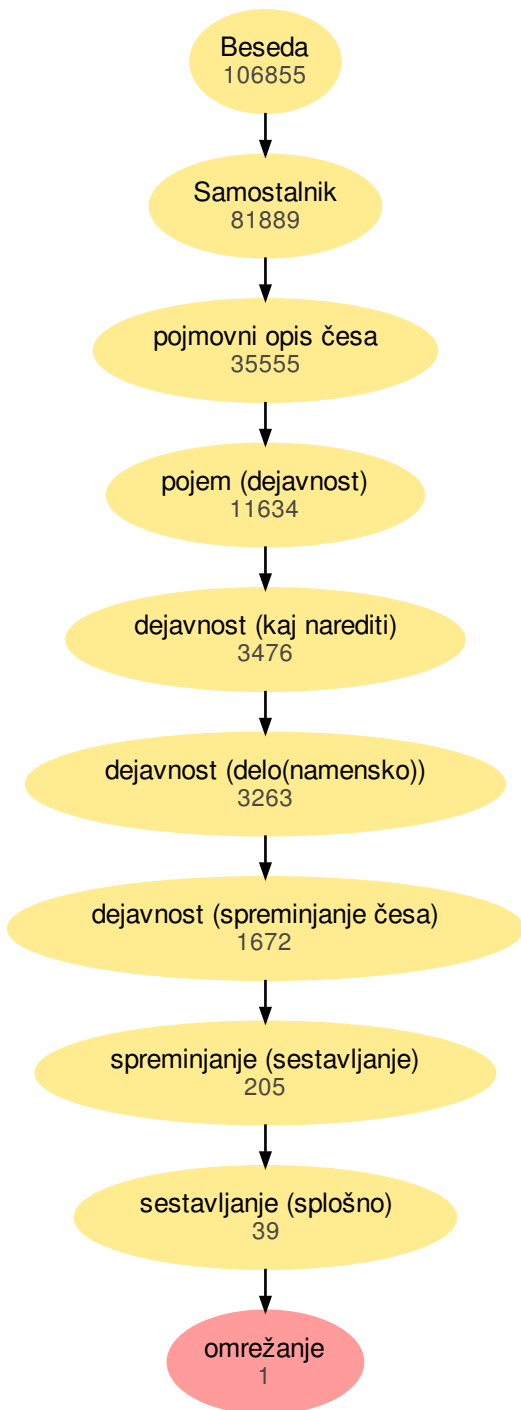 Beseda
106855
Samostalnik
81889
pojmovni opis česa
35555
pojem (dejavnost)
11634
dejavnost (kaj narediti)
3476
dejavnost (delo(namensko))
3263
dejavnost (spreminjanje česa)
1672
spreminjanje (sestavljanje)
205
sestavljanje (splošno)
39
omrežanje
1